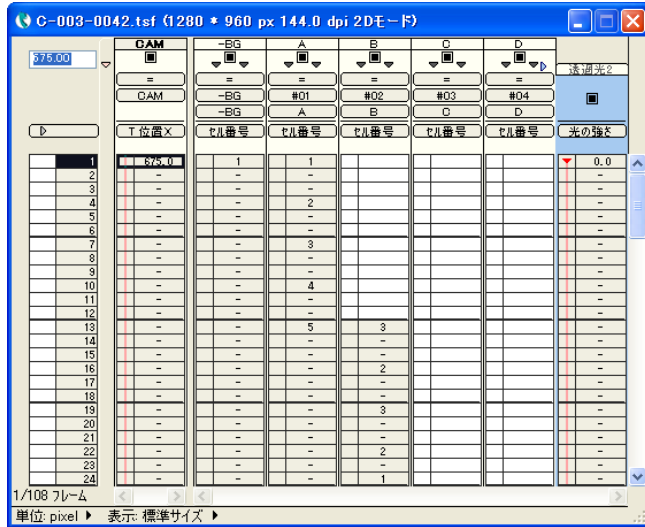 C-003-0042.tsf (1280 * 960 px 144.0 dpi 2Dモード)
675.00
CAM -BG A B C D 透過光2
= = = = = =
CAM -BG #01 #02 #03 #04
-BG A B C D
T 位置X セル番号 セル番号 セル番号 セル番号 セル番号 光の強さ
1 675.0 1 1 0.0
2 - - - -
3 - - - -
4 - - 2 -
5 - - - -
6 - - - -
7 - - 3 -
8 - - - -
9 - - - -
10 - - 4 -
11 - - - -
12 - - - -
13 - - 5 3 -
14 - - - - -
15 - - - - -
16 - - - 2 -
17 - - - - -
18 - - - - -
19 - - - 3 -
20 - - - - -
21 - - - - -
22 - - - 2 -
23 - - - - -
24 - - - 1 -
1/108 フレーム
単位: pixel 表示: 標準サイズ